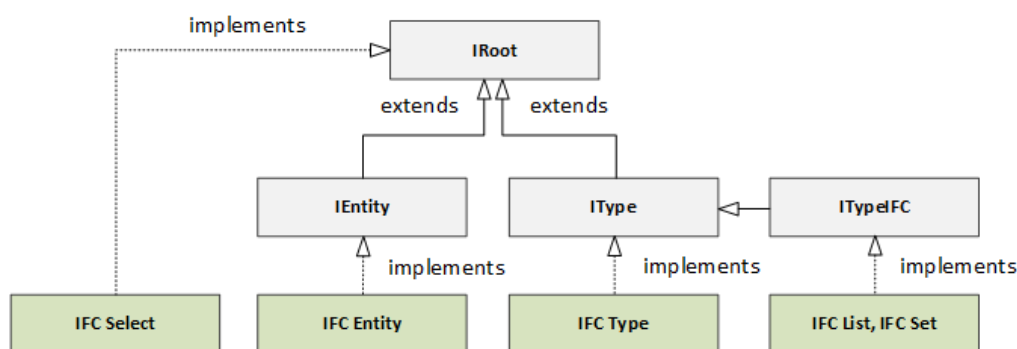 implements
IRoot
extends
extends
IEntity
IType
ITypeIFC
implements
implements
implements
IFC Select
IFC Entity
IFC Type
IFC List, IFC Set